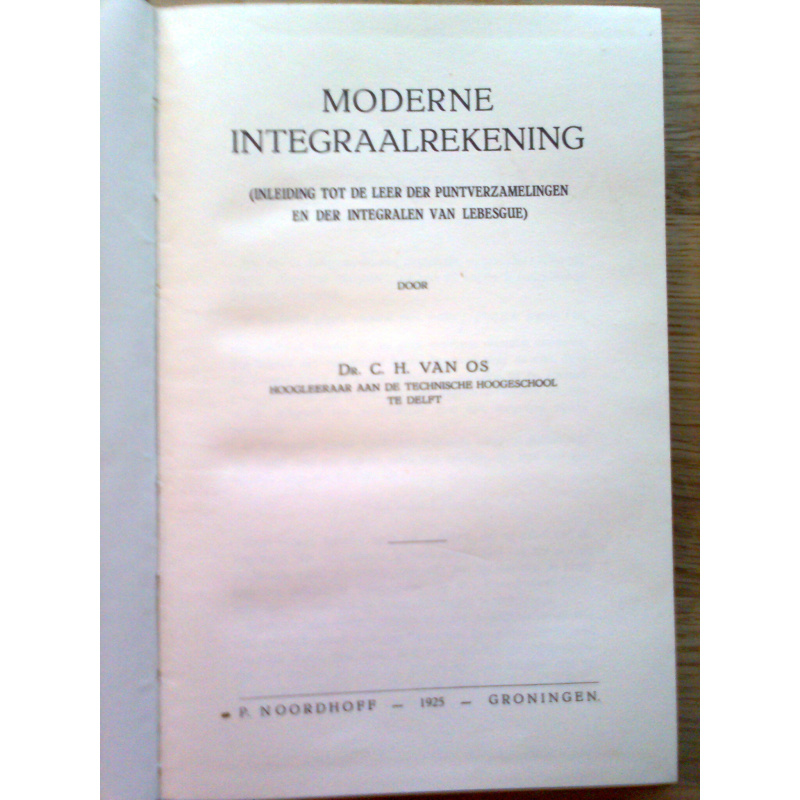 MODERNE
INTEGRAALREKENING
(INLEIDING TOT DE LEER DER PUNTVERZAMELINGEN
EN DER INTEGRALEN VAN LEBESGUE)
DOOR
DR. C. H. VAN OS
HOOGLEERAAR AAN DE TECHNISCHE HOOGESCHOOL
TE DELFT
P. NOORDHOFF — 1925 — GRONINGEN.